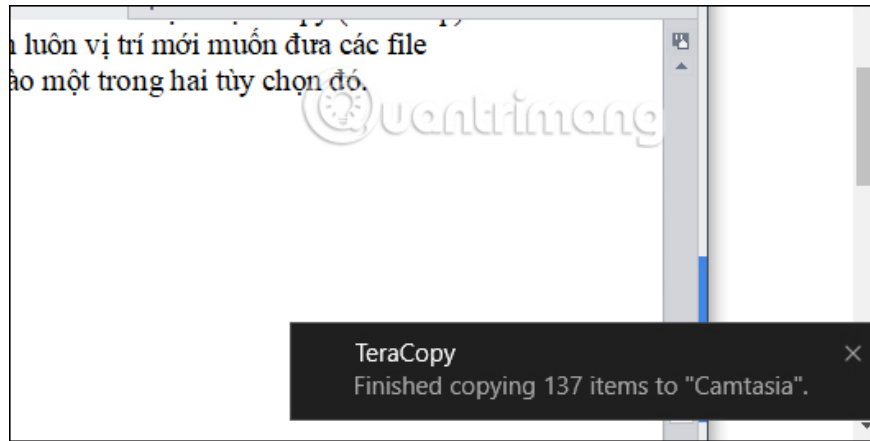 luôn vị trí mới muốn đưa các file
ào một trong hai tùy chọn đó.
Quantrimang
TeraCopy
Finished copying 137 items to "Camtasia".